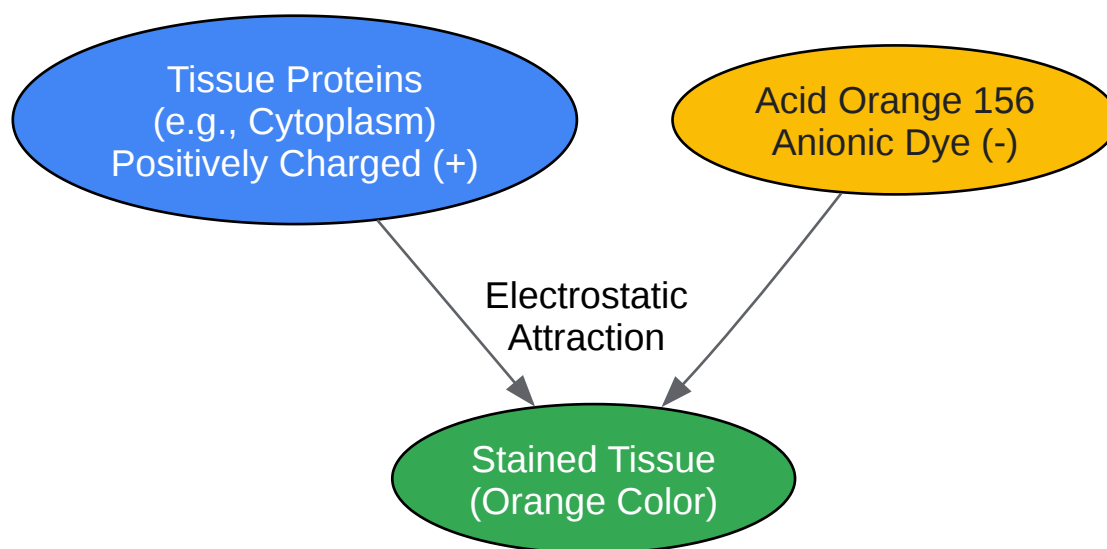 Tissue Proteins
(e.g., Cytoplasm)
Positively Charged (+)
Acid Orange 156
Anionic Dye (-)
Electrostatic
Attraction
Stained Tissue
(Orange Color)